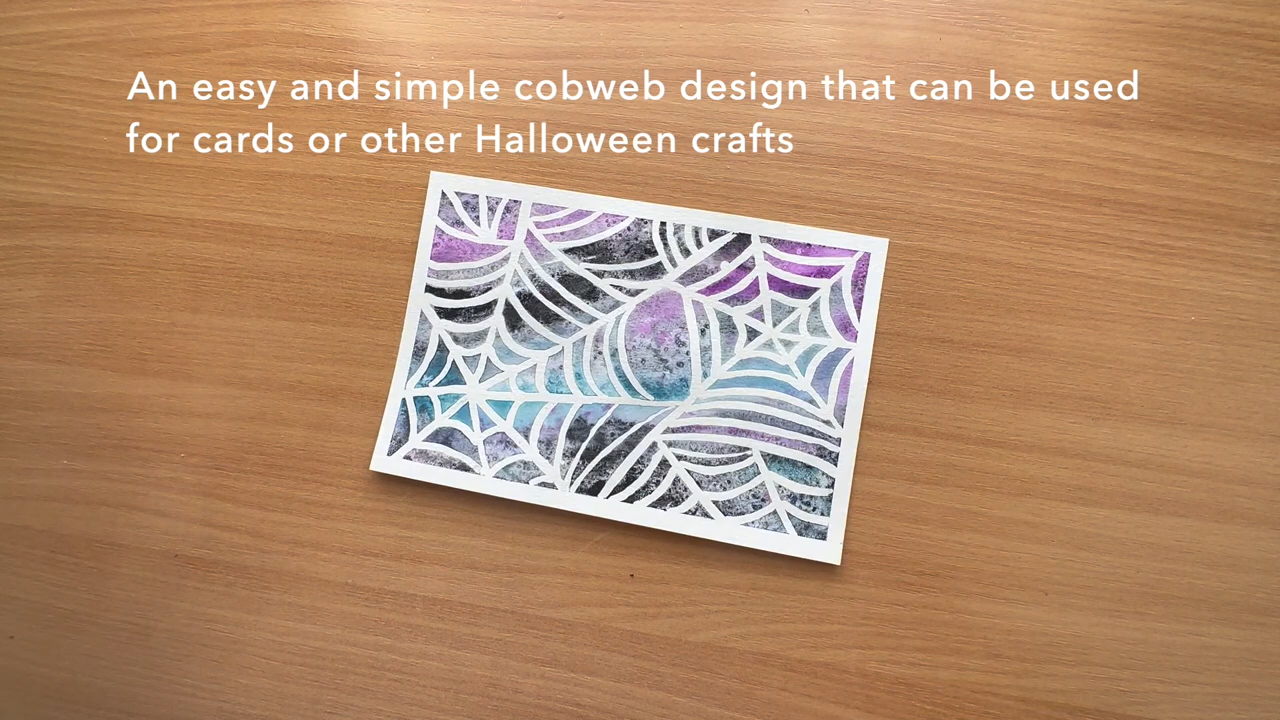 An easy and simple cobweb design that can be used
for cards or other Halloween crafts